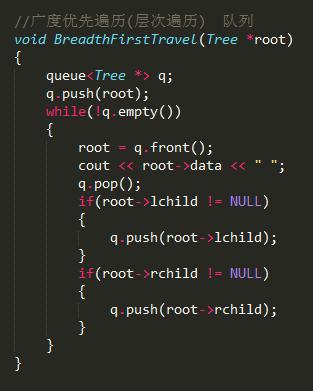 //广度优先遍历(层次遍历)  队列
void BreadthFirstTravel(Tree *root)
{
    queue<Tree *> q;
    q.push(root);
    while(!q.empty())
    {
        root = q.front();
        cout << root->data << " ";
        q.pop();
        if(root->lchild != NULL)
        {
            q.push(root->lchild);
        }
        if(root->rchild != NULL)
        {
            q.push(root->rchild);
        }
    }
}